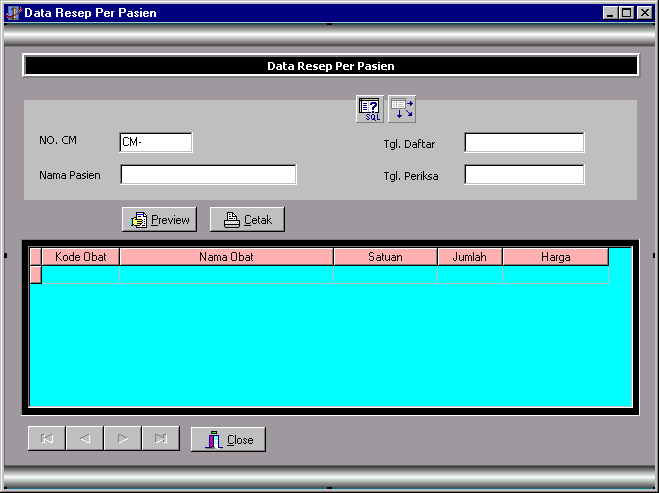 Data Resep Per Pasien
Data Resep Per Pasien
SQL
NO. CM CM- Tgl. Daftar
Nama Pasien Tgl. Periksa
Preview Cetak
Kode Obat Nama Obat Satuan Jumlah Harga
Close